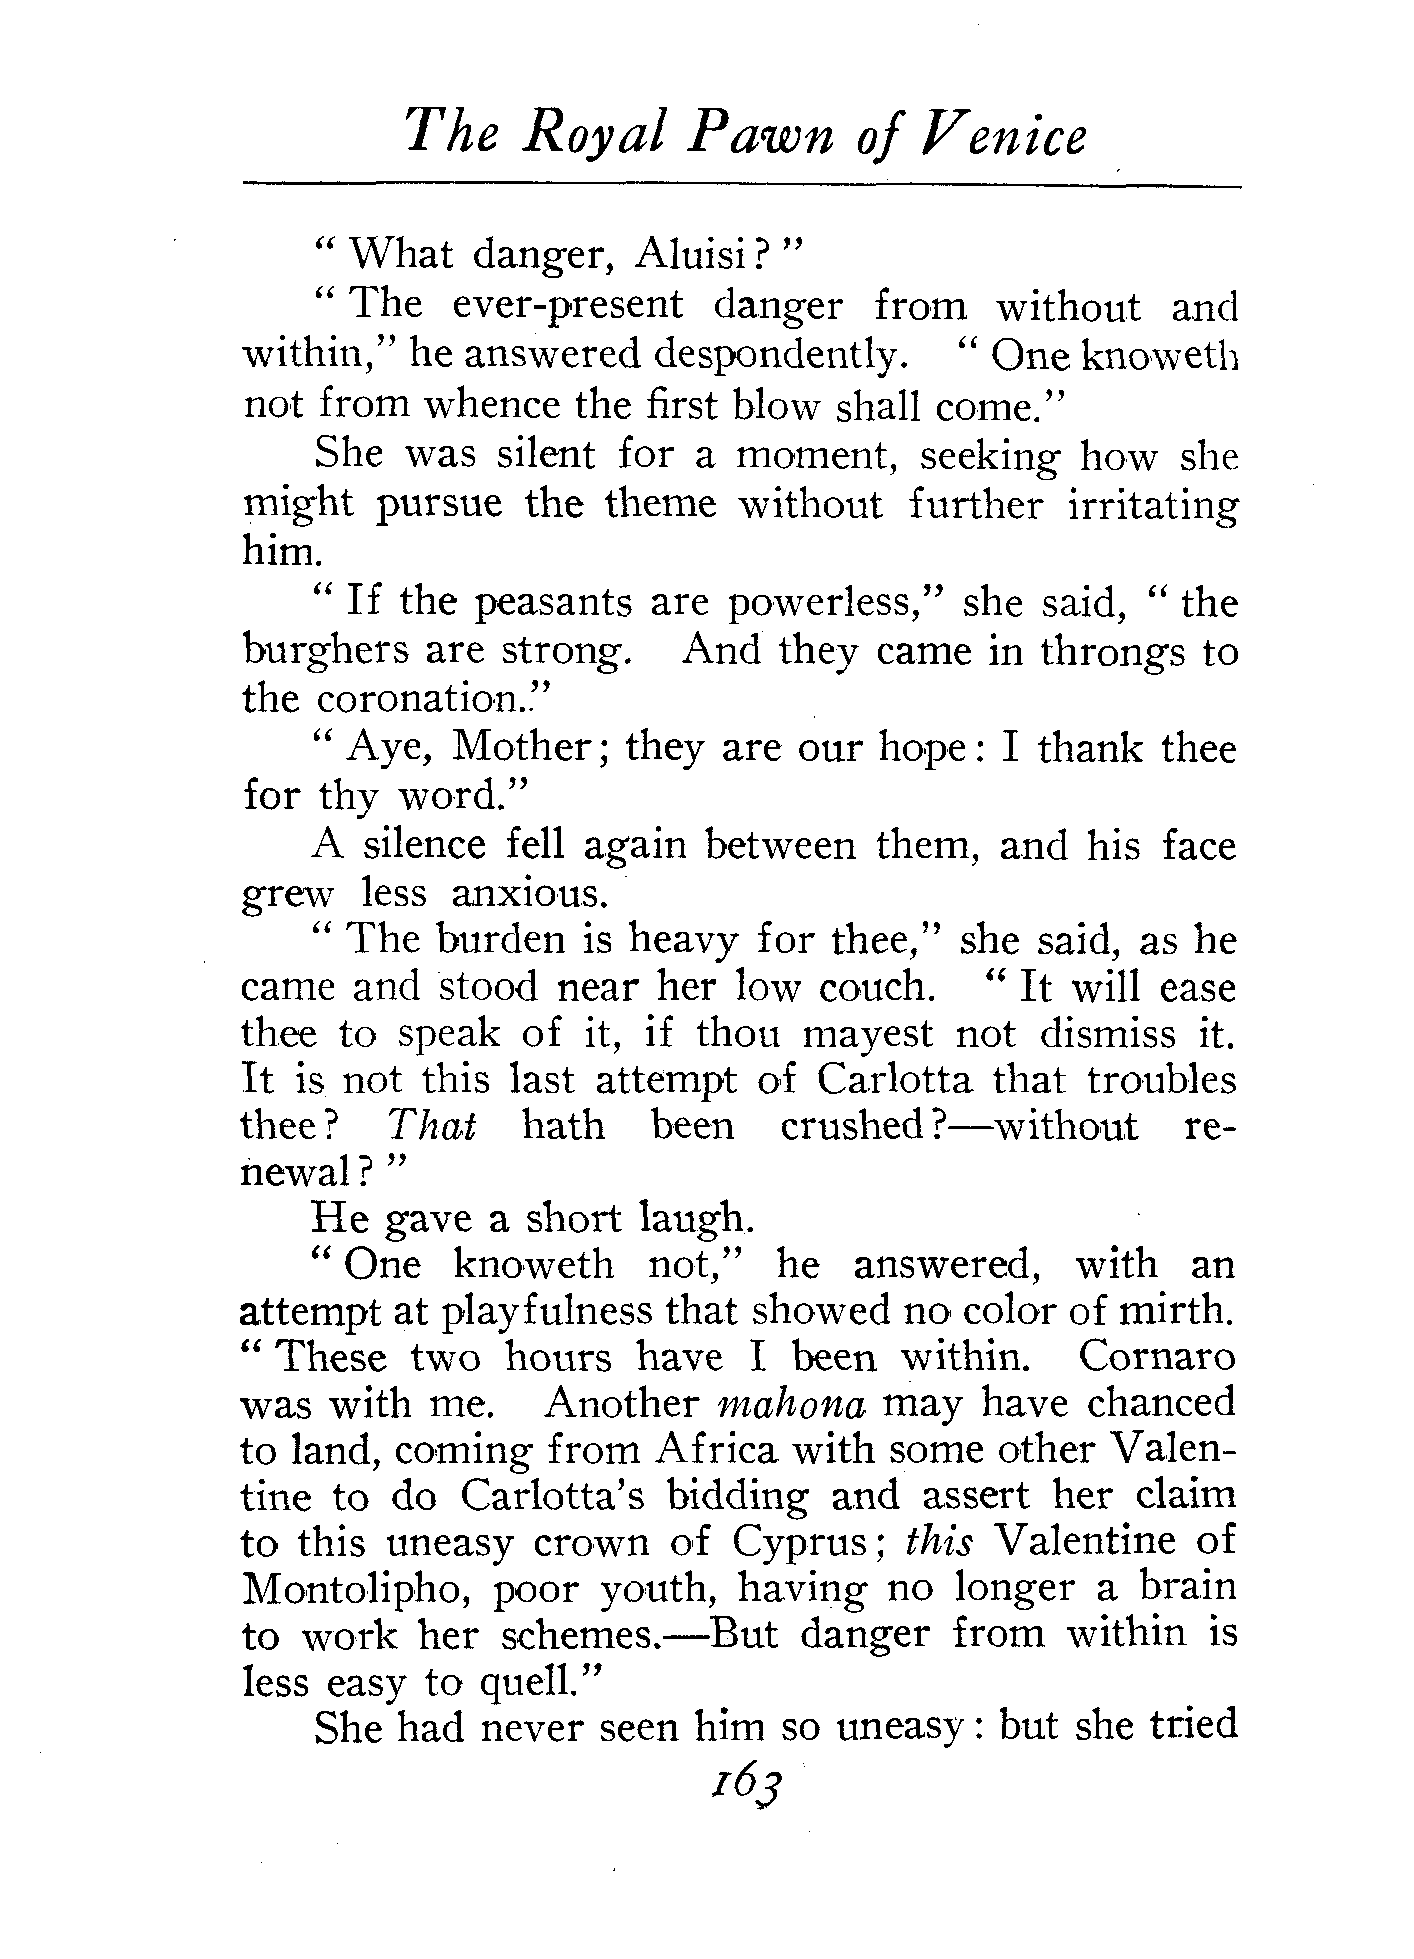 The Royal Pawn of Venice
" What danger, Aluisi? "
" The ever-present danger from without and
within," he answered despondently. " One knoweth
not from whence the first blow shall come."
She was silent for a moment, seeking how she
might pursue the theme without further irritating
him.
" If the peasants are powerless," she said, " the
burghers are strong. And they came in throngs to
the coronation."
" Aye, Mother; they are our hope: I thank thee
for thy word."
A silence fell again between them, and his face
grew less anxious.
" The burden is heavy for thee," she said, as he
came and stood near her low couch. " It will ease
thee to speak of it, if thou mayest not dismiss it.
It is not this last attempt of Carlotta that troubles
thee? That hath been crushed?—without re-
newal? "
He gave a short laugh.
" One knoweth not," he answered, with an
attempt at playfulness that showed no color of mirth.
" These two hours have I been within. Cornaro
was with me. Another mahona may have chanced
to land, coming from Africa with some other Valen-
tine to do Carlotta's bidding and assert her claim
to this uneasy crown of Cyprus; this Valentine of
Montolipho, poor youth, having no longer a brain
to work her schemes.—But danger from within is
less easy to quell."
She had never seen him so uneasy: but she tried
163